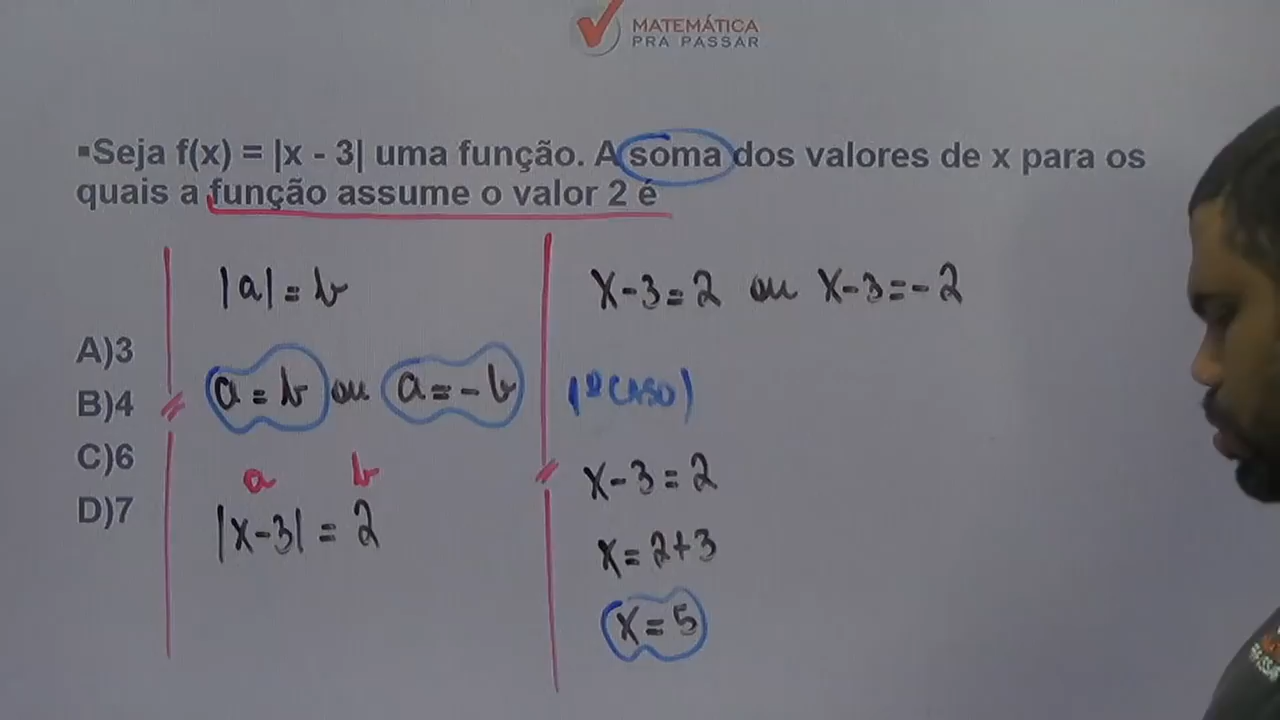 MATEMÁTICA
PRA PASSAR
▪Seja f(x) = |x - 3| uma função. A soma dos valores de x para os
quais a função assume o valor 2 é
A)3
B)4
C)6
D)7
|a| = b
a = b ou a = - b
a b
|x-3| = 2
x-3=2 ou x-3=-2
1º CASO)
x-3=2
x=2+3
x=5